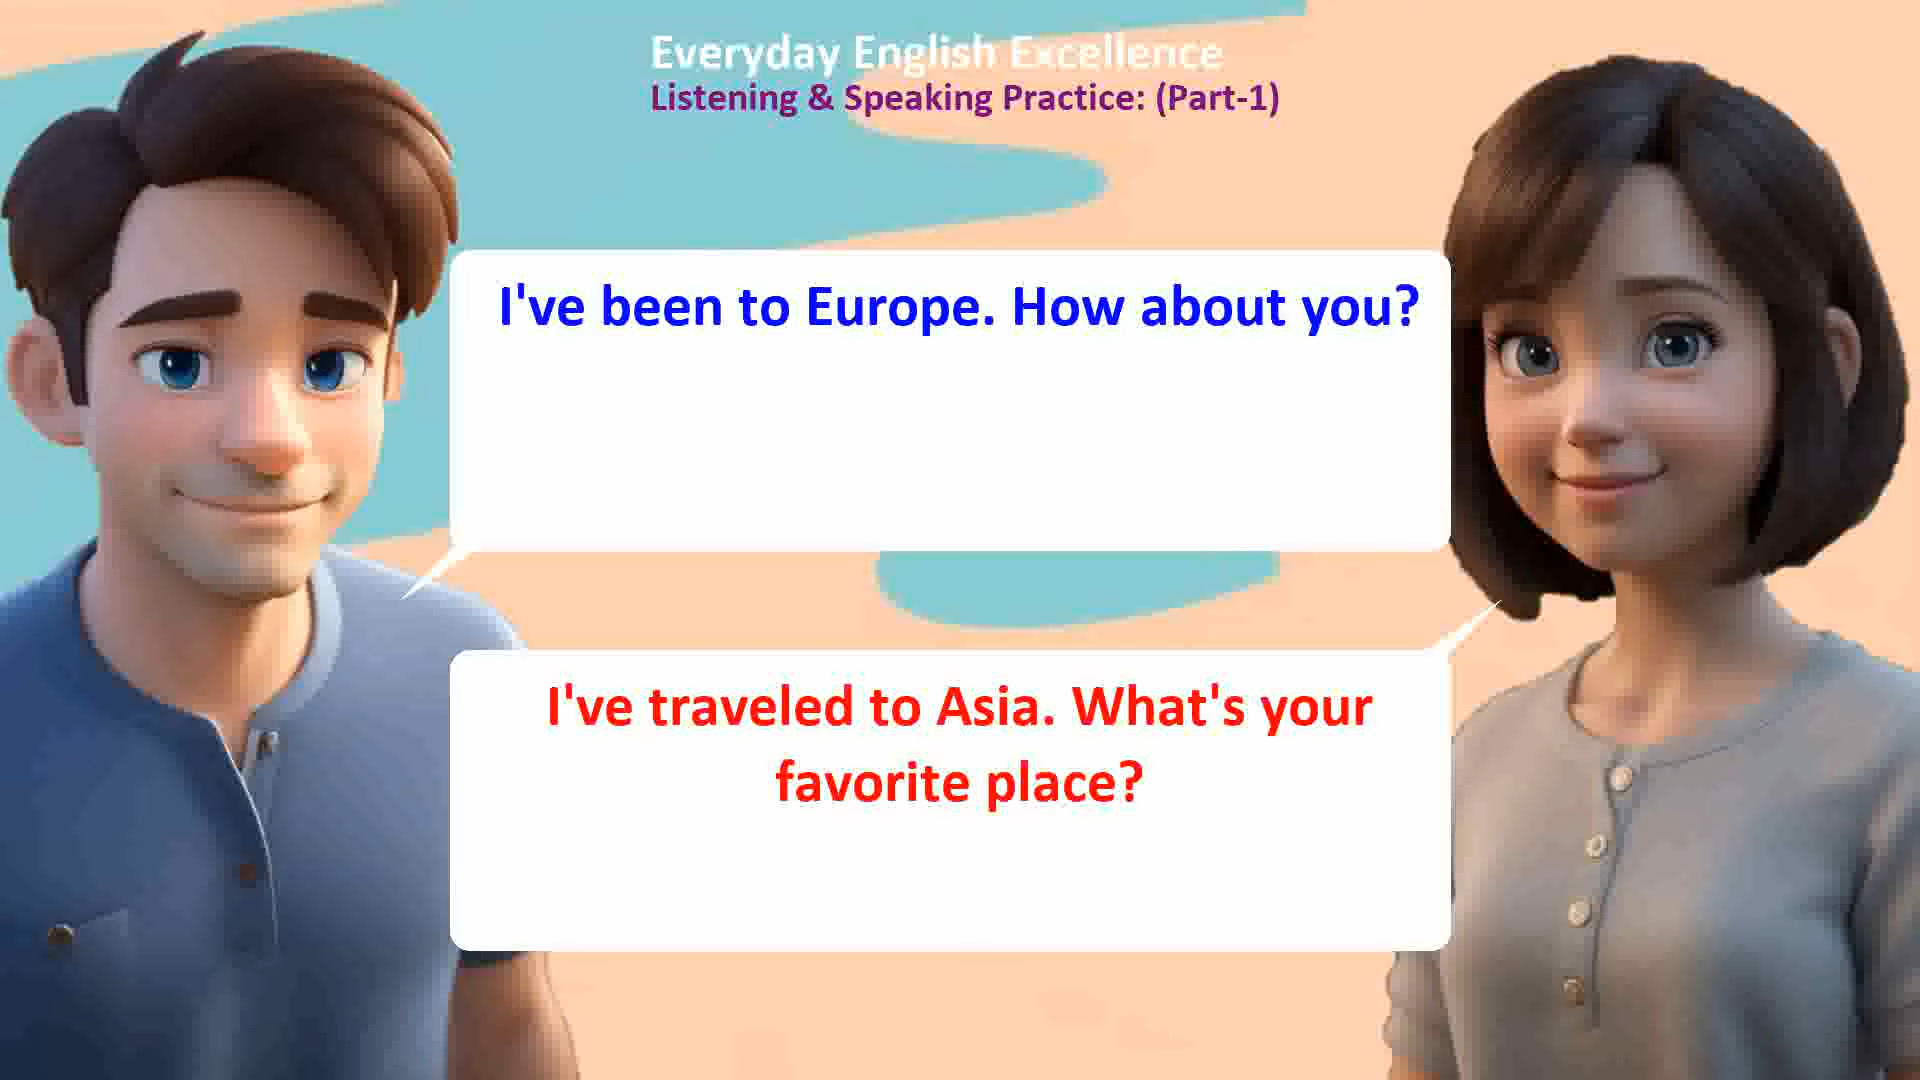 Everyday English Excellence
Listening & Speaking Practice: (Part-1)
I've been to Europe. How about you?
I've traveled to Asia. What's your
favorite place?